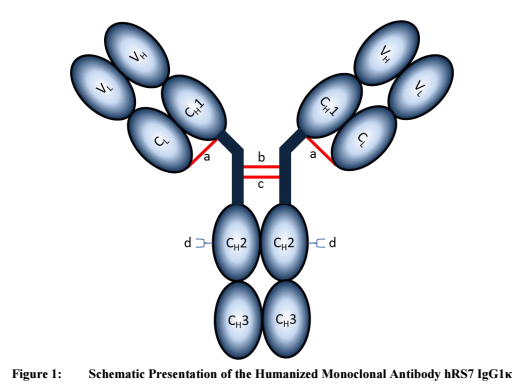 VH VH
VL VL
CH1 CH1
CL CL
a b a
c
d CH2 CH2 d
CH3 CH3
Figure 1: Schematic Presentation of the Humanized Monoclonal Antibody hRS7 IgG1κ